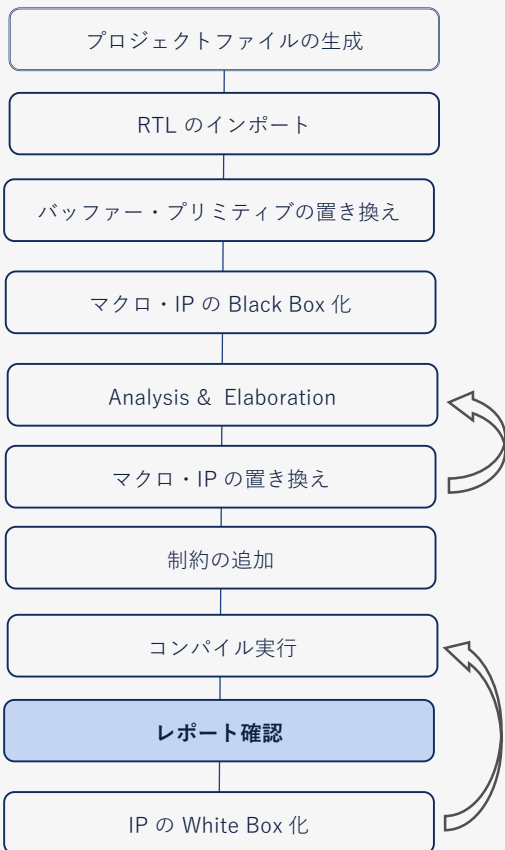 プロジェクトファイルの生成
RTL のインポート
バッファー・プリミティブの置き換え
マクロ・IP の Black Box 化
Analysis & Elaboration
マクロ・IP の置き換え
制約の追加
コンパイル実行
レポート確認
IP の White Box 化